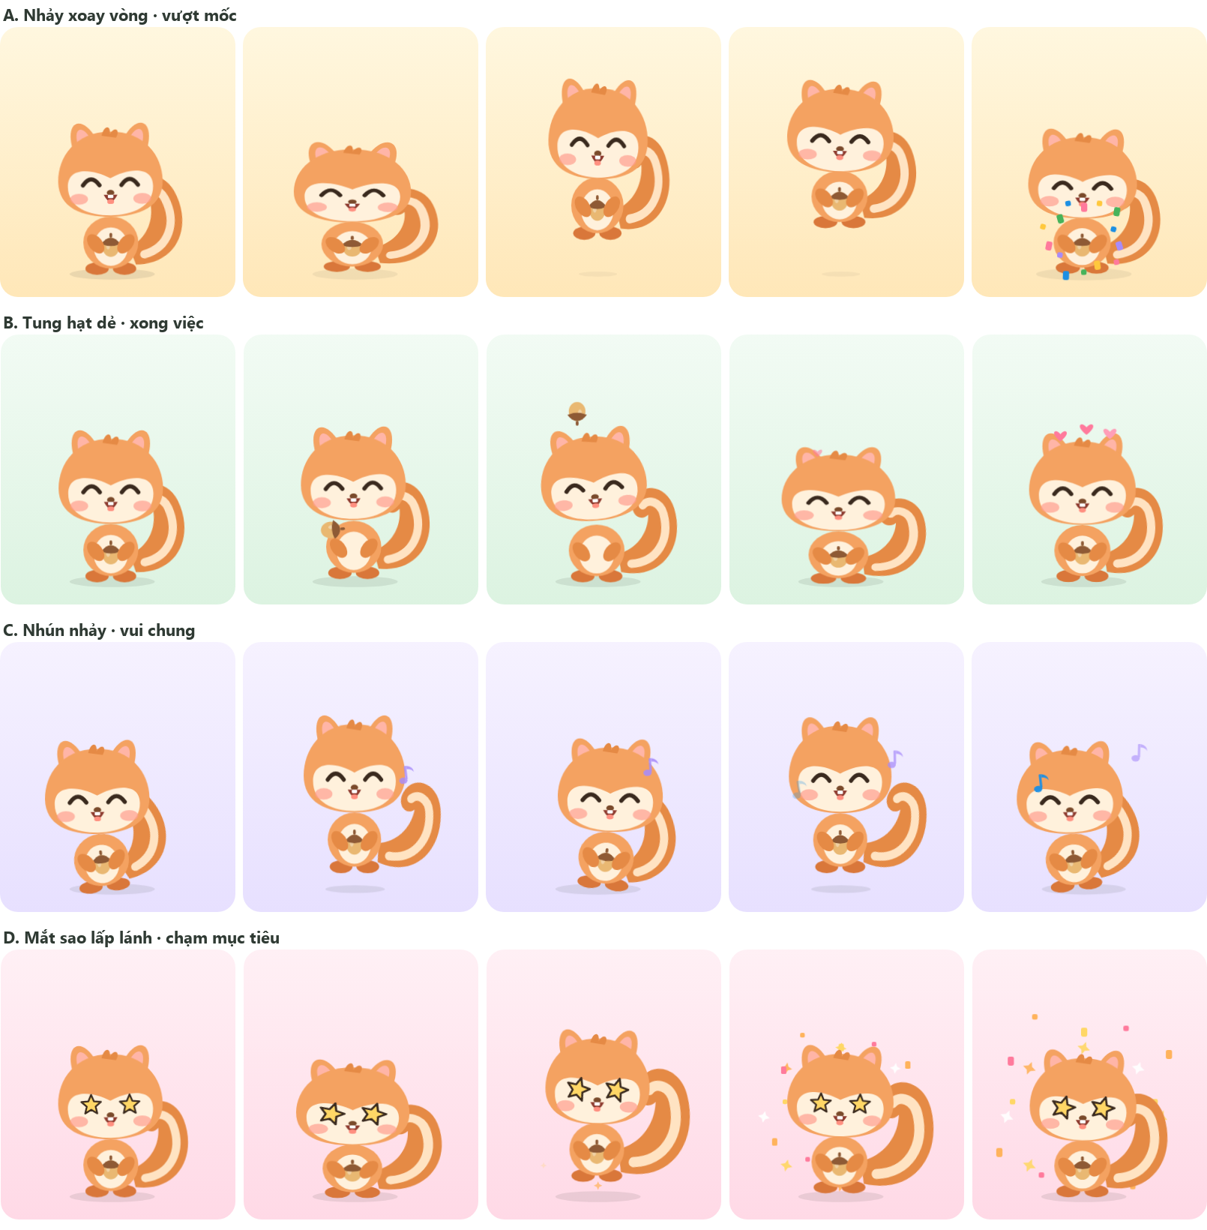 A. Nhảy xoay vòng · vượt mốc
B. Tung hạt dẻ · xong việc
C. Nhún nhảy · vui chung
D. Mắt sao lấp lánh · chạm mục tiêu